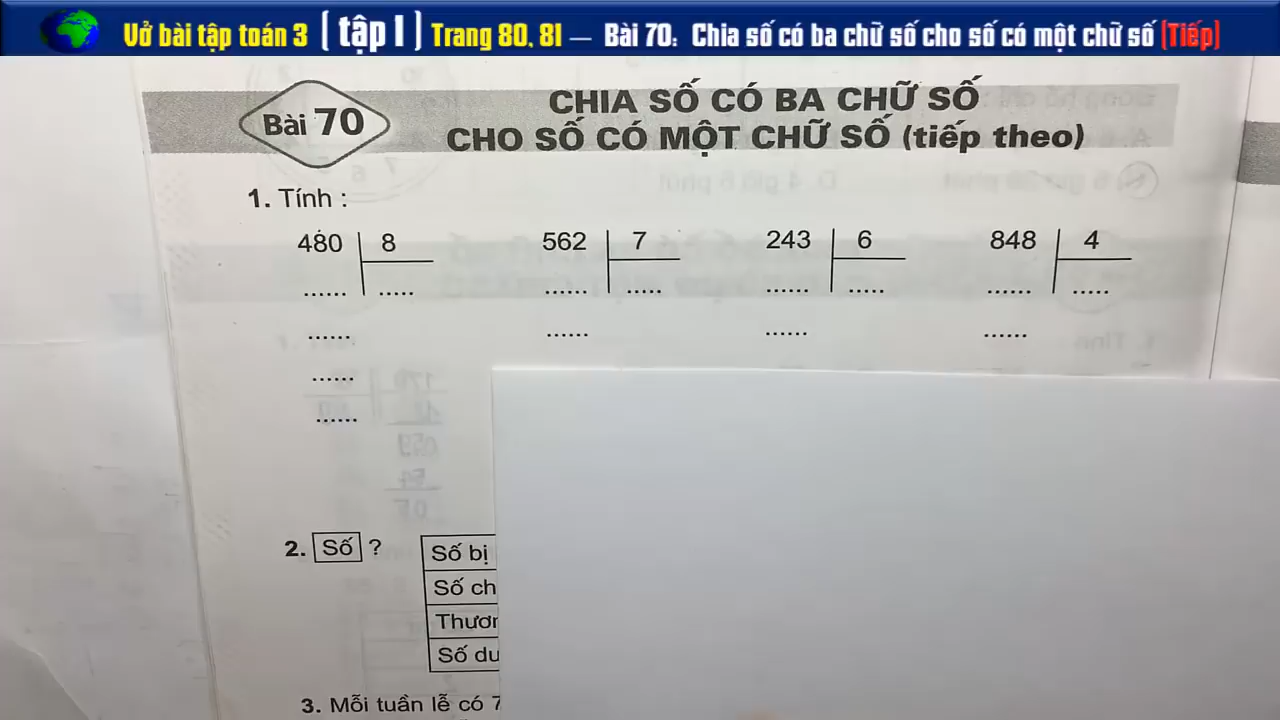 Vở bài tập toán 3 ( tập 1 ) Trang 80, 81 – Bài 70: Chia số có ba chữ số cho số có một chữ số (Tiếp)
Bài 70
CHIA SỐ CÓ BA CHỮ SỐ
CHO SỐ CÓ MỘT CHỮ SỐ (tiếp theo)
1. Tính :
480 8 562 7 243 6 848 4
...... ..... ...... ..... ...... ..... ...... .....
...... ...... ...... ......
......
......
2. Số ?
Số bị
Số ch
Thươn
Số dư
3. Mỗi tuần lễ có 7